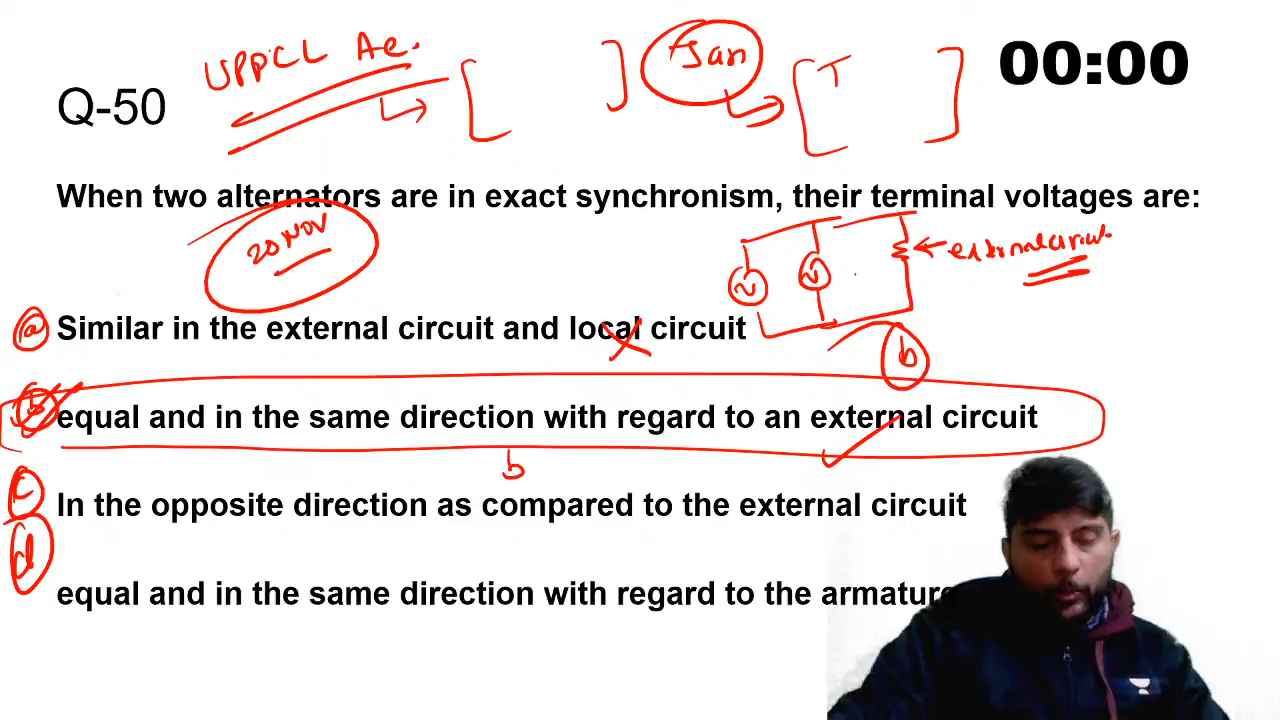 UPPCL Ae.
Jan
00:00
Q-50
When two alternators are in exact synchronism, their terminal voltages are:
20 NOV
external circuit.
a Similar in the external circuit and local circuit
b
b equal and in the same direction with regard to an external circuit
b
c In the opposite direction as compared to the external circuit
d
equal and in the same direction with regard to the armature